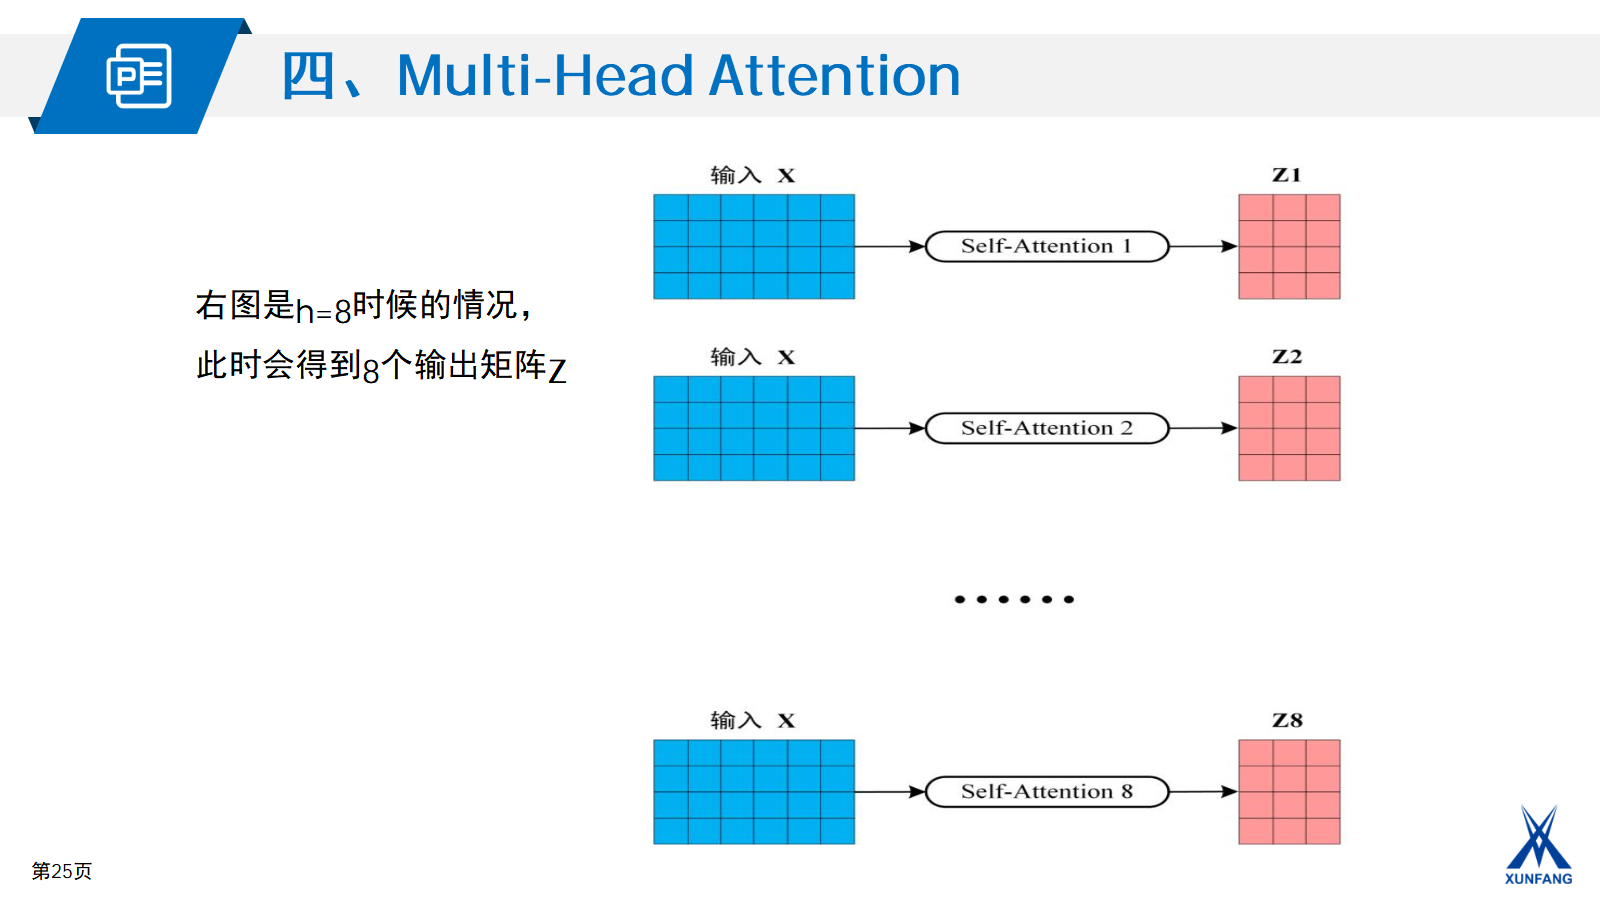 四、Multi-Head Attention
右图是h=8时候的情况，
此时会得到8个输出矩阵Z
输入 X
Z1
Self-Attention 1
输入 X
Z2
Self-Attention 2
······
输入 X
Z8
Self-Attention 8
第25页
XUNFANG